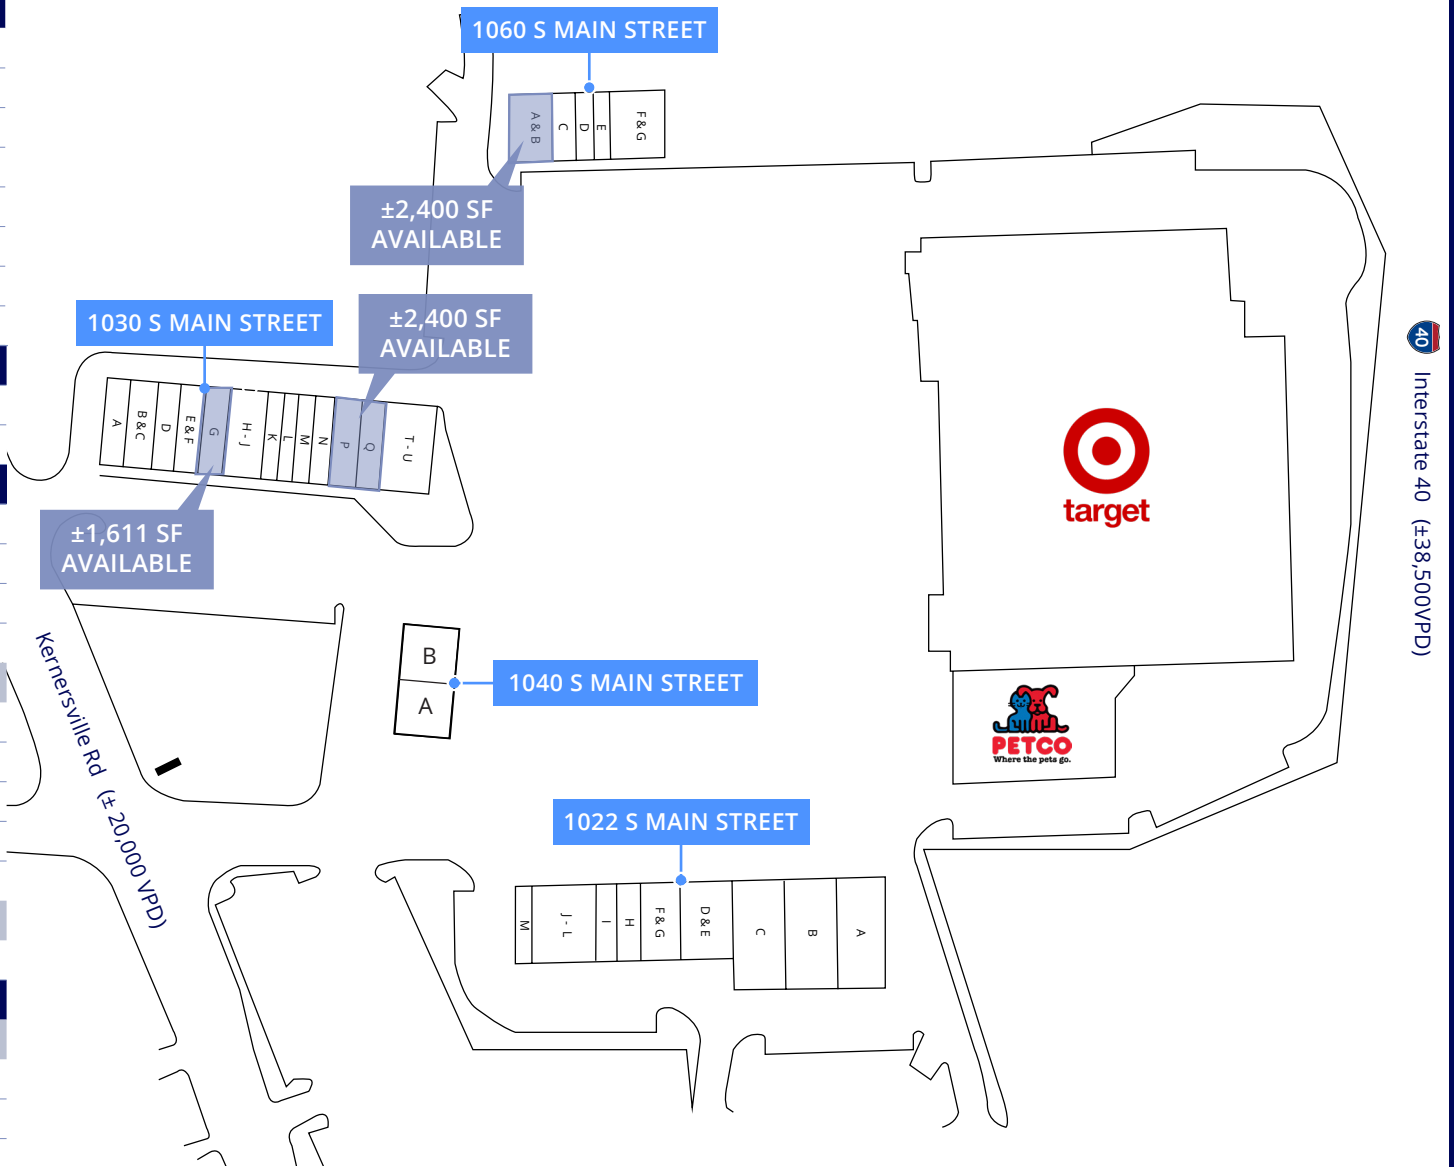 1060 S MAIN STREET
A & B
C
D
E
F & G
±2,400 SF
AVAILABLE
1030 S MAIN STREET
±2,400 SF
AVAILABLE
A
B & C
D
E & F
G
H - J
K
L
M
N
P
Q
T - U
±1,611 SF
AVAILABLE
40
Interstate 40 (±38,500VPD)
target
B
A
1040 S MAIN STREET
Kernersville Rd (± 20,000 VPD)
PETCO
Where the pets go.
1022 S MAIN STREET
M
J - L
I
H
F & G
D & E
C
B
A